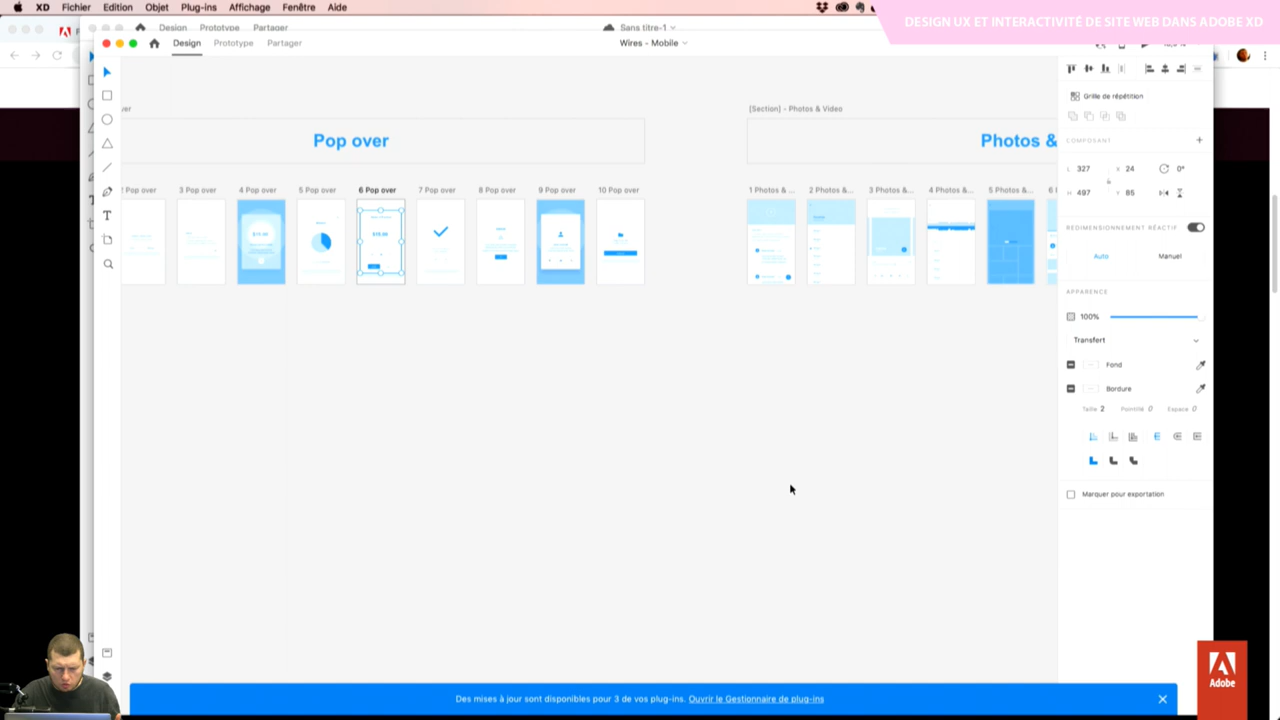 XD Fichier Edition Objet Plug-ins Affichage Fenêtre Aide
DESIGN UX ET INTERACTIVITÉ DE SITE WEB DANS ADOBE XD
Design Prototype Partager
Sans titre-1
Design Prototype Partager
Wires - Mobile
Grille de répétition
COMPOSANT
L 327 X 24 0°
H 497 Y 85
REDIMENSIONNEMENT RÉACTIF
Auto Manuel
APPARENCE
100%
Transfert
Fond
Bordure
Taille 2 Pointillé 0 Espace 0
Marquer pour exportation
(Section) - Photos & Video
Pop over
Photos &
Pop over 3 Pop over 4 Pop over 5 Pop over 6 Pop over 7 Pop over 8 Pop over 9 Pop over 10 Pop over
1 Photos & ... 2 Photos &... 3 Photos &... 4 Photos &... 5 Photos &...
Des mises à jour sont disponibles pour 3 de vos plug-ins. Ouvrir le Gestionnaire de plug-ins
Adobe